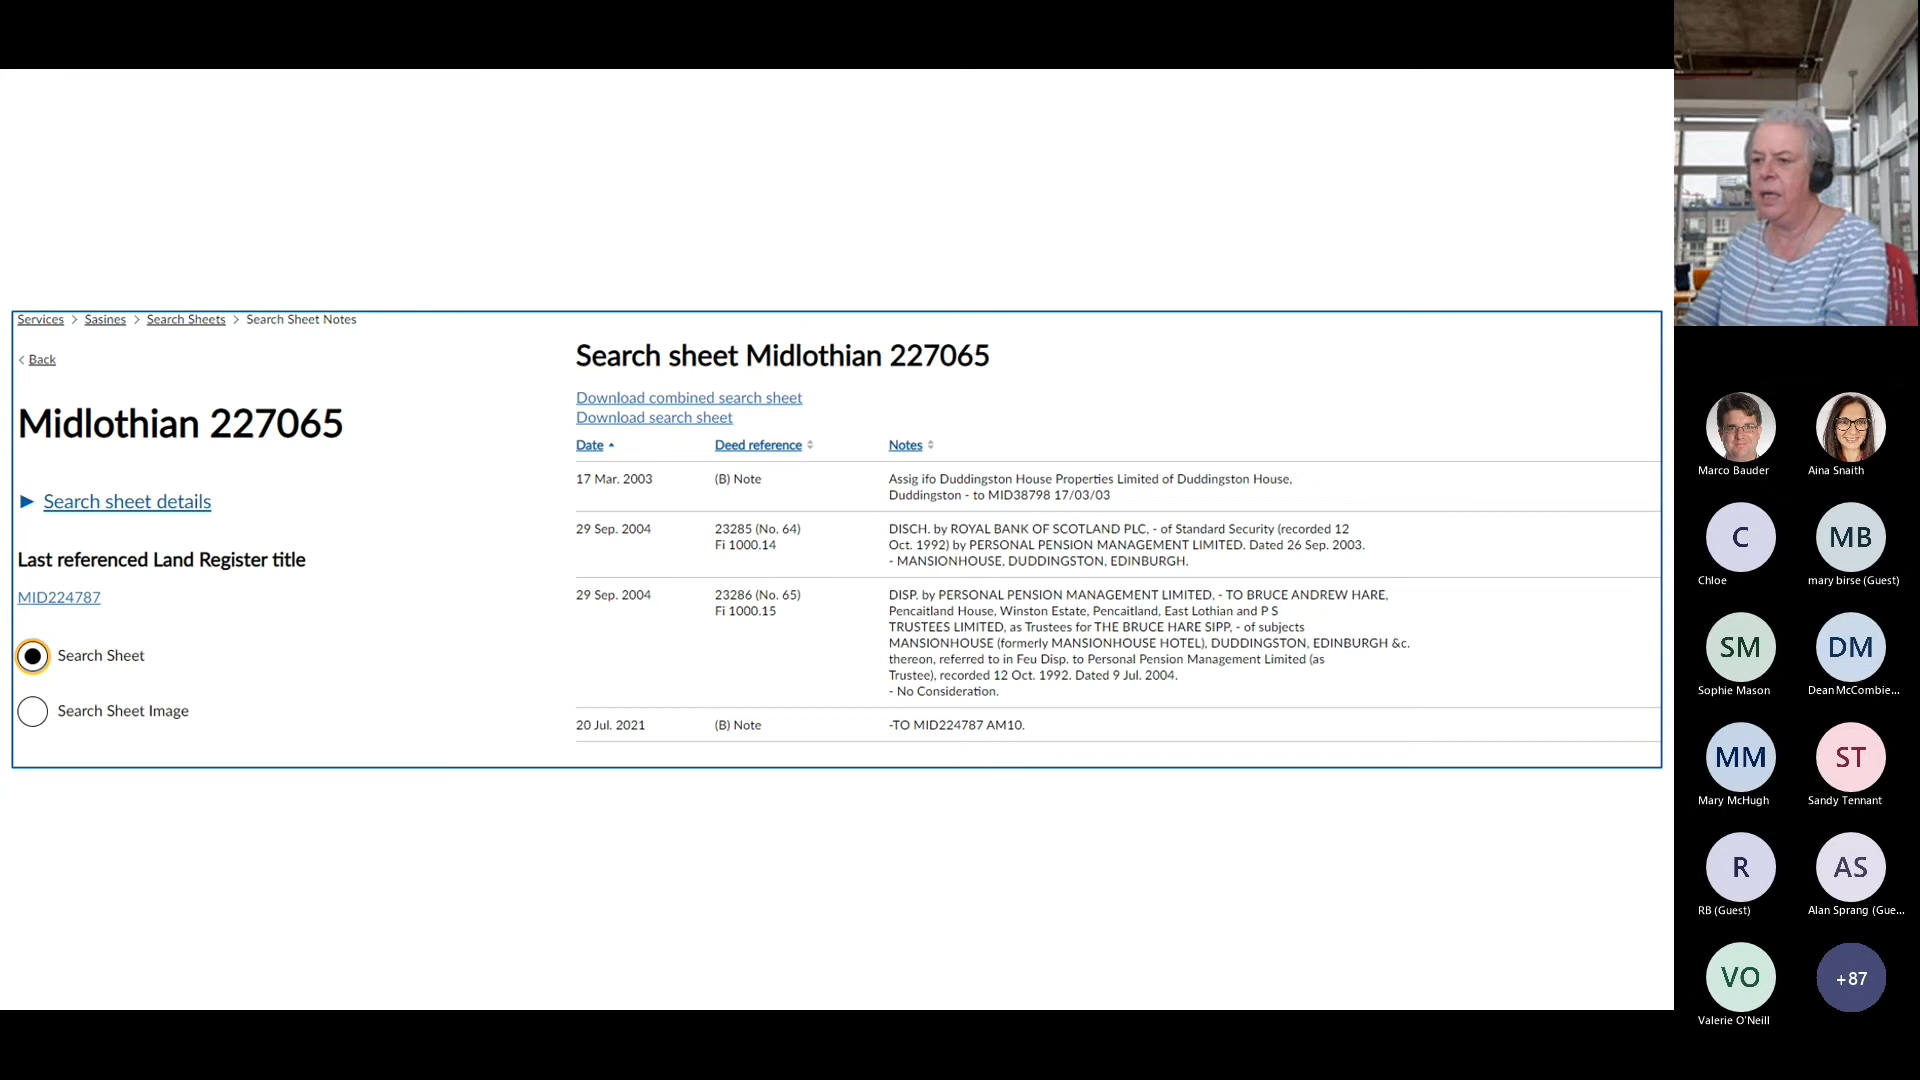 Services > Sasines > Search Sheets > Search Sheet Notes
< Back
Midlothian 227065
Search sheet details
Last referenced Land Register title
MID224787
Search Sheet
Search Sheet Image
Search sheet Midlothian 227065
Download combined search sheet
Download search sheet
Date Deed reference Notes
17 Mar. 2003 (B) Note Assig ifo Duddingston House Properties Limited of Duddingston House,
Duddingston - to MID38798 17/03/03
29 Sep. 2004 23285 (No. 64) DISCH. by ROYAL BANK OF SCOTLAND PLC, - of Standard Security (recorded 12
Fi 1000.14 Oct. 1992) by PERSONAL PENSION MANAGEMENT LIMITED. Dated 26 Sep. 2003.
- MANSIONHOUSE, DUDDINGSTON, EDINBURGH.
29 Sep. 2004 23286 (No. 65) DISP. by PERSONAL PENSION MANAGEMENT LIMITED, - TO BRUCE ANDREW HARE,
Fi 1000.15 Pencaitland House, Winston Estate, Pencaitland, East Lothian and P S
TRUSTEES LIMITED, as Trustees for THE BRUCE HARE SIPP, - of subjects
MANSIONHOUSE (formerly MANSIONHOUSE HOTEL), DUDDINGSTON, EDINBURGH &c.
thereon, referred to in Feu Disp. to Personal Pension Management Limited (as
Trustee), recorded 12 Oct. 1992. Dated 9 Jul. 2004.
- No Consideration.
20 Jul. 2021 (B) Note -TO MID224787 AM10.
Marco Bauder Aina Snaith
C MB
Chloe mary birse (Guest)
SM DM
Sophie Mason Dean McCombie...
MM ST
Mary McHugh Sandy Tennant
R AS
RB (Guest) Alan Sprang (Gue...
VO +87
Valerie O'Neill